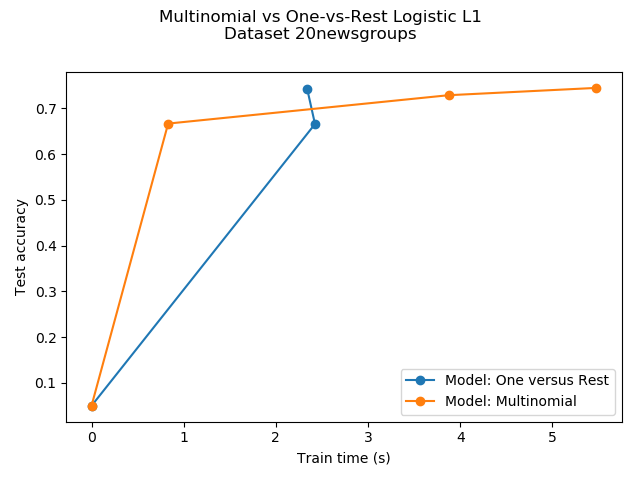 Multinomial vs One-vs-Rest Logistic L1
Dataset 20newsgroups
0.7
0.6
0.5
0.4
0.3
0.2
0.1
Test accuracy
Model: One versus Rest
Model: Multinomial
0 1 2 3 4 5
Train time (s)